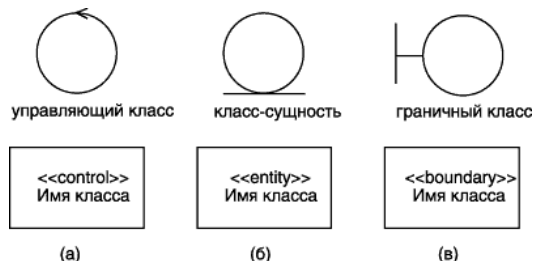 управляющий класс
класс-сущность
граничный класс
<<control>>
Имя класса
<<entity>>
Имя класса
<<boundary>>
Имя класса
(а)
(б)
(в)